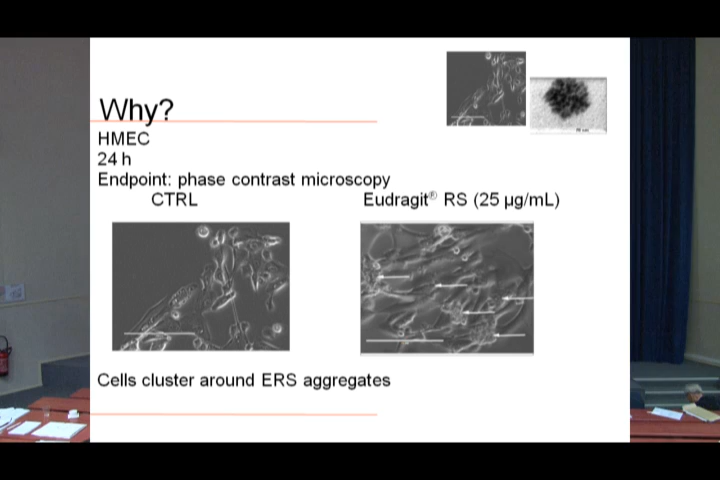 Why?
HMEC
24 h
Endpoint: phase contrast microscopy
CTRL
Eudragit® RS (25 µg/mL)
Cells cluster around ERS aggregates